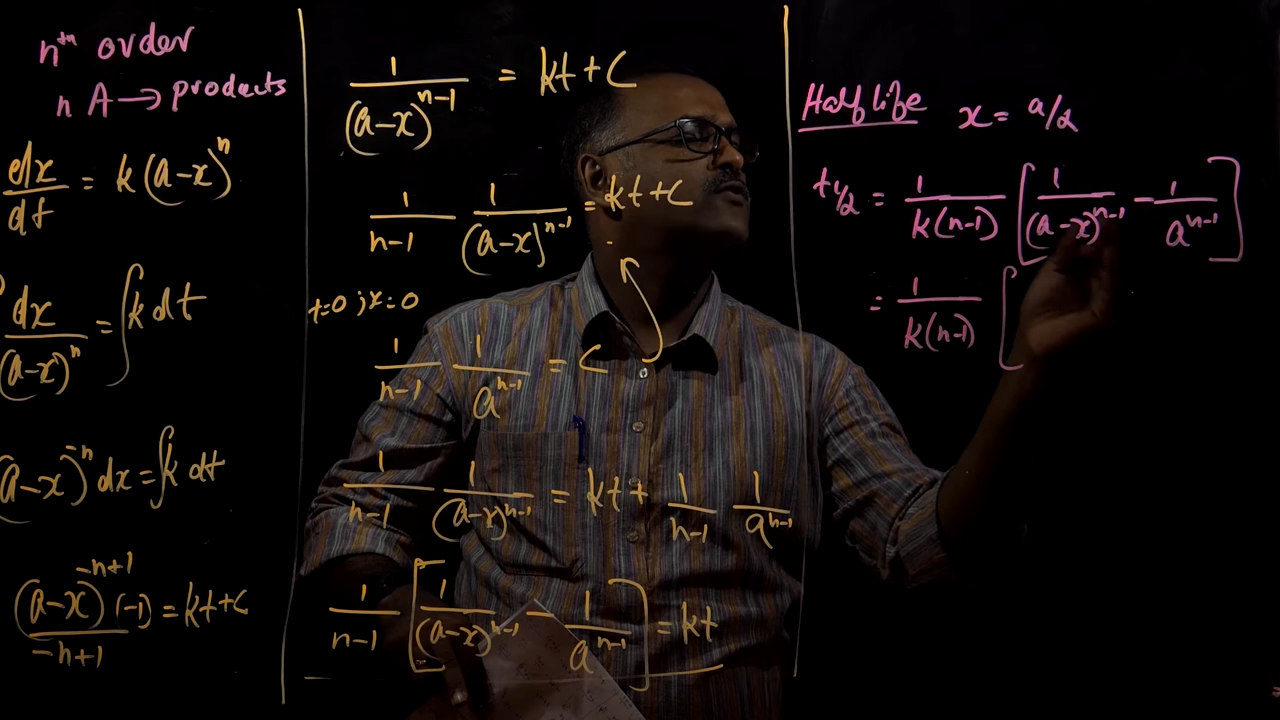 nth order
n A → products
dx/dt = k(a-x)^n
dx/(a-x)^n = ∫k dt
(a-x)^-n dx = ∫k dt
(a-x)^-n+1 (-1)/-n+1 = kt+c
1/(a-x)^n-1 = kt+c
1/n-1 1/(a-x)^n-1 = kt+c
t=0 ; x=0
1/n-1 1/a^n-1 = c
1/n-1 1/(a-x)^n-1 = kt + 1/n-1 1/a^n-1
1/n-1 [1/(a-x)^n-1 - 1/a^n-1] = kt
Half Life x = a/2
t1/2 = 1/k(n-1) [1/(a-x)^n-1 - 1/a^n-1]
= 1/k(n-1) [